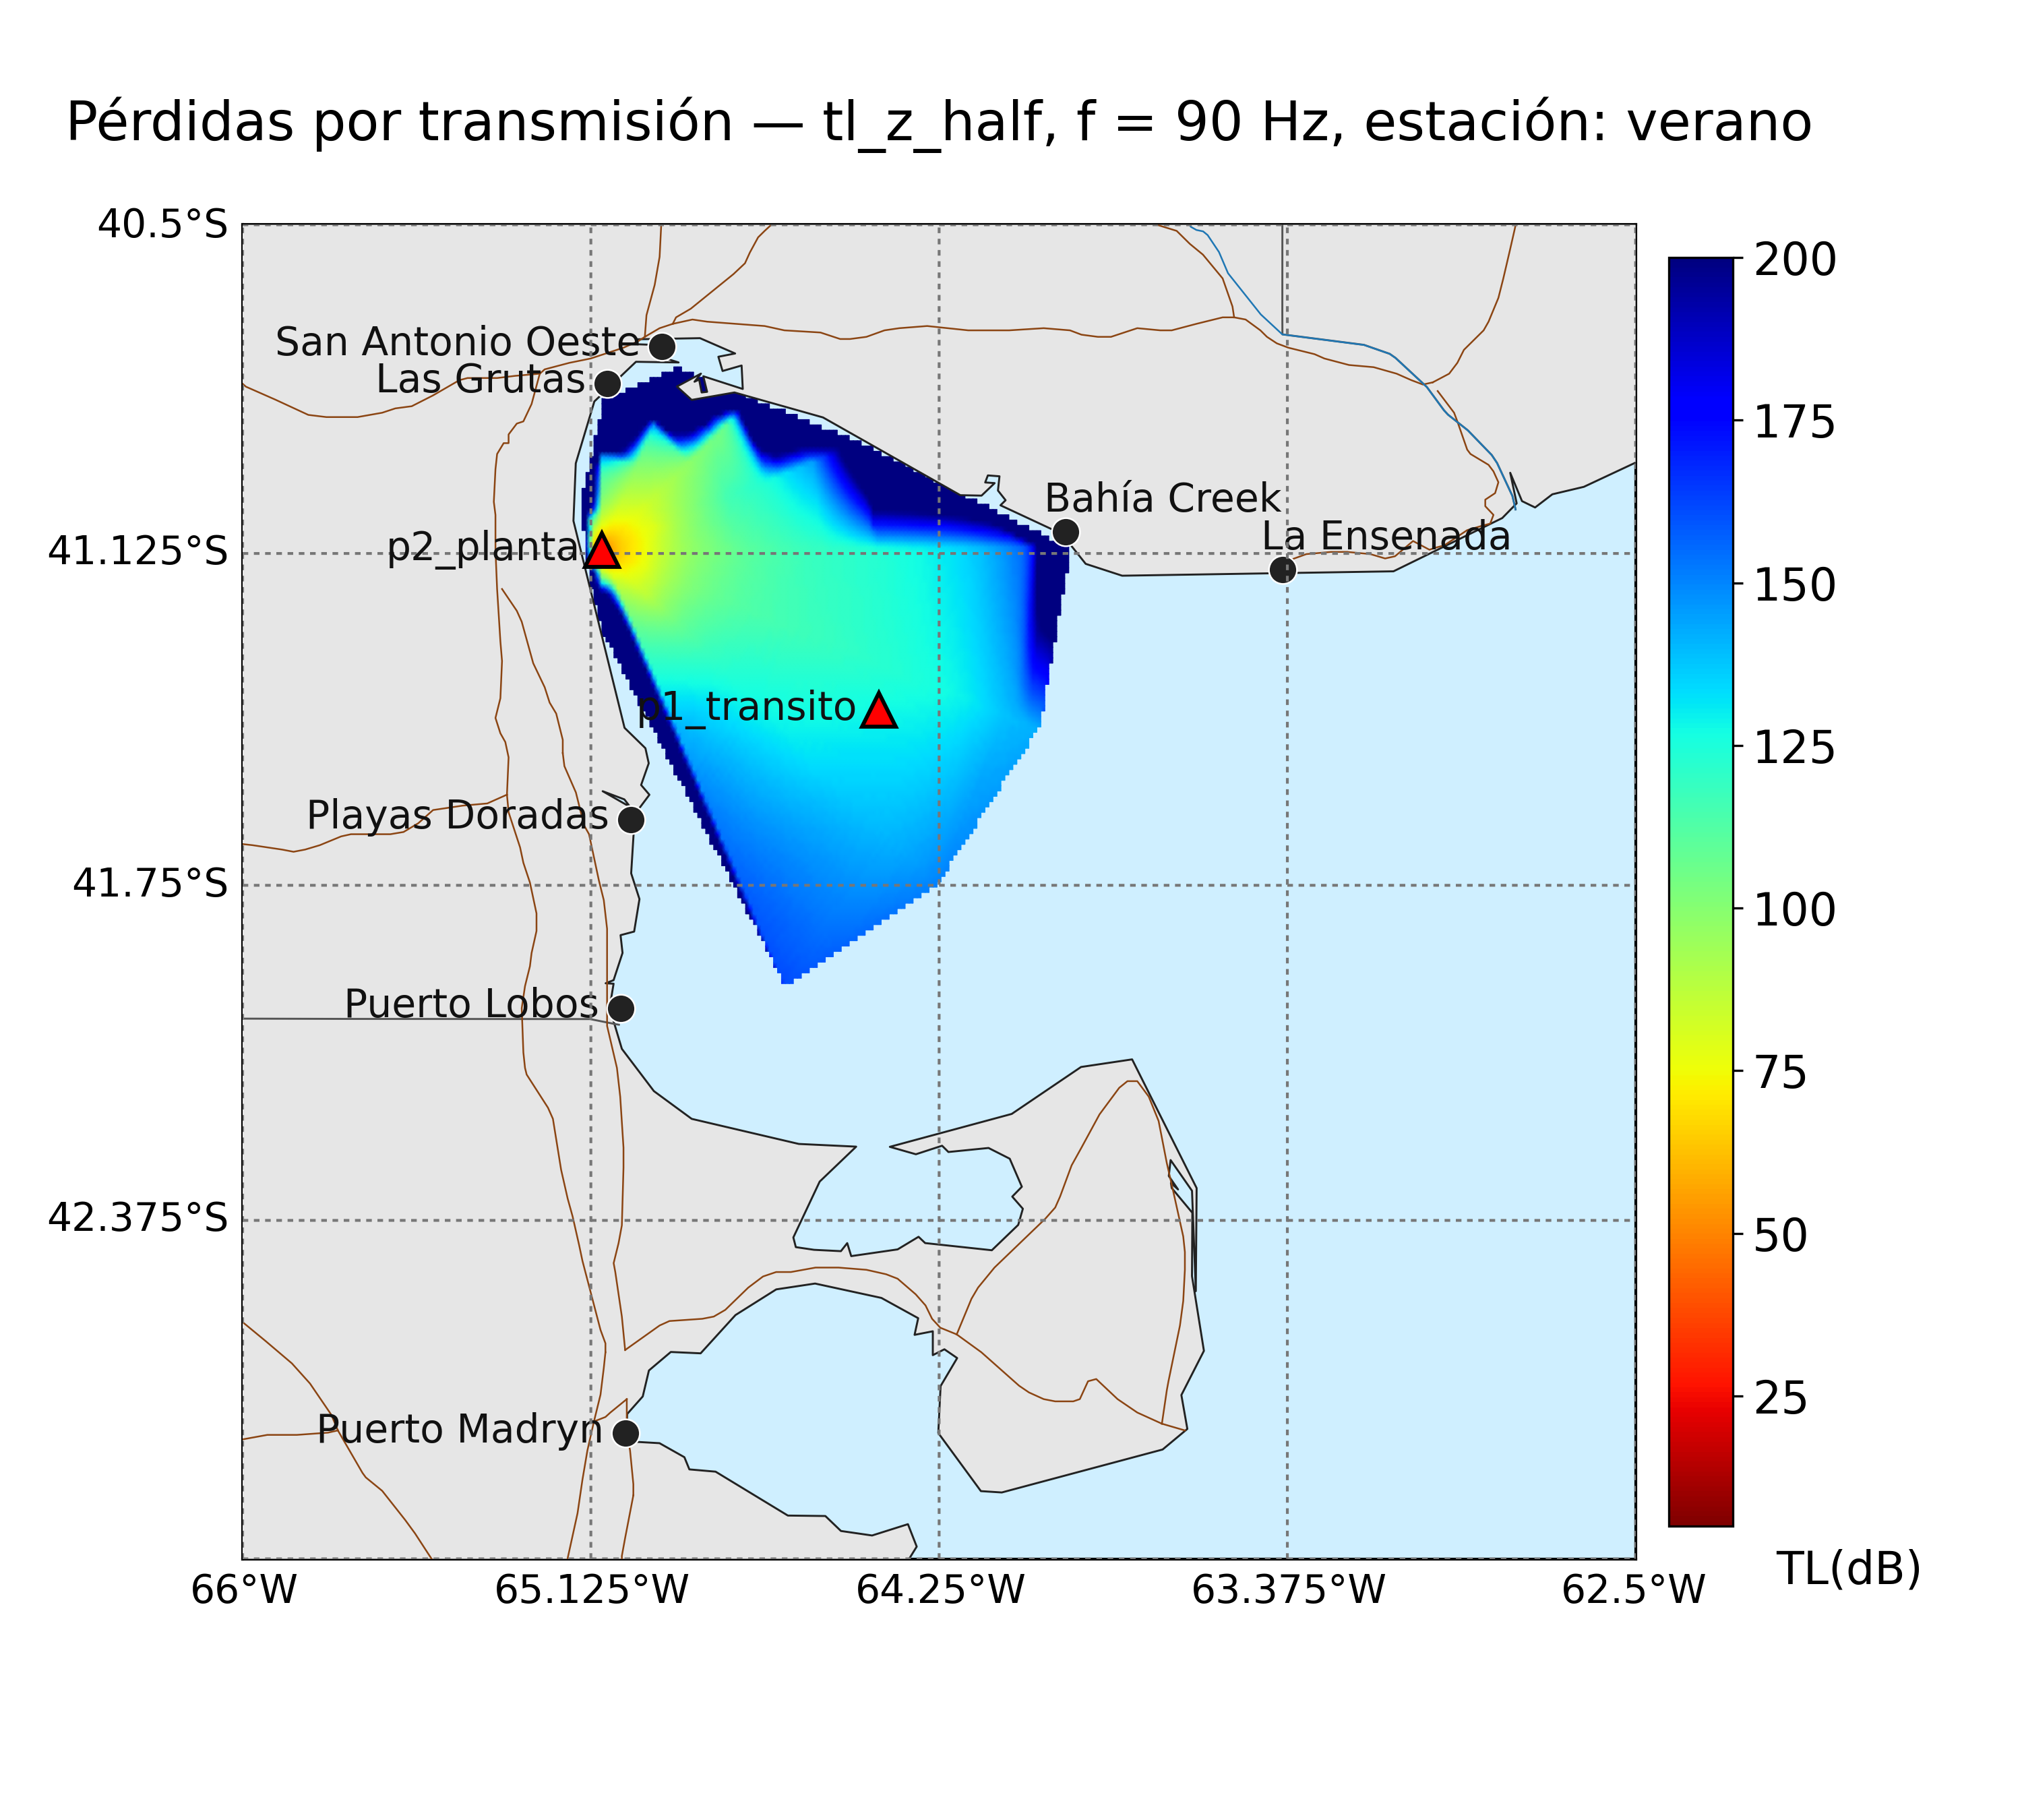 Pérdidas por transmisión — tl_z_half, f = 90 Hz, estación: verano
40.5°S
41.125°S
41.75°S
42.375°S
66°W
65.125°W
64.25°W
63.375°W
62.5°W
San Antonio Oeste
Las Grutas
Bahía Creek
La Ensenada
p2_planta
p1_transito
Playas Doradas
Puerto Lobos
Puerto Madryn
200
175
150
125
100
75
50
25
TL(dB)